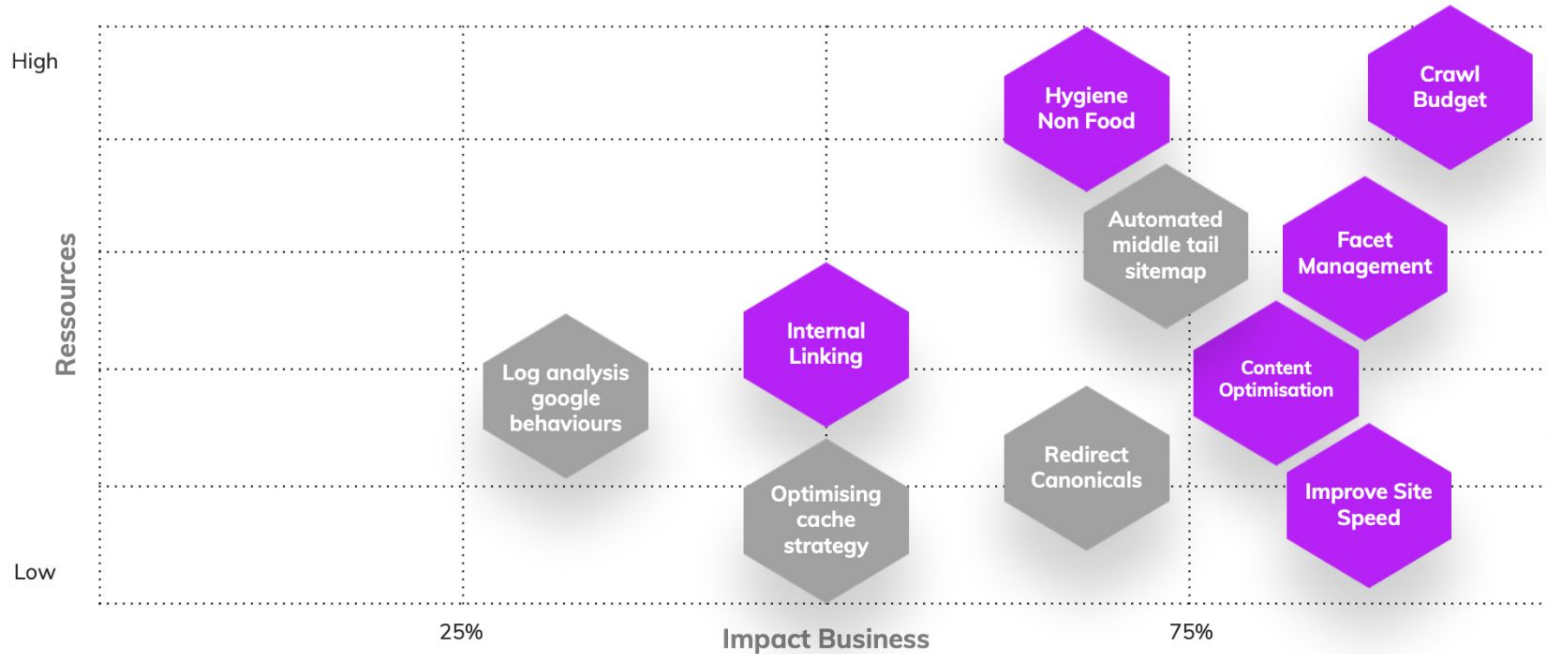 High
Crawl
Budget
Hygiene
Non Food
Automated
middle tail
sitemap
Facet
Management
Ressources
Internal
Linking
Log analysis
google
behaviours
Content
Optimisation
Redirect
Canonicals
Optimising
cache
strategy
Improve Site
Speed
Low
25%
Impact Business
75%